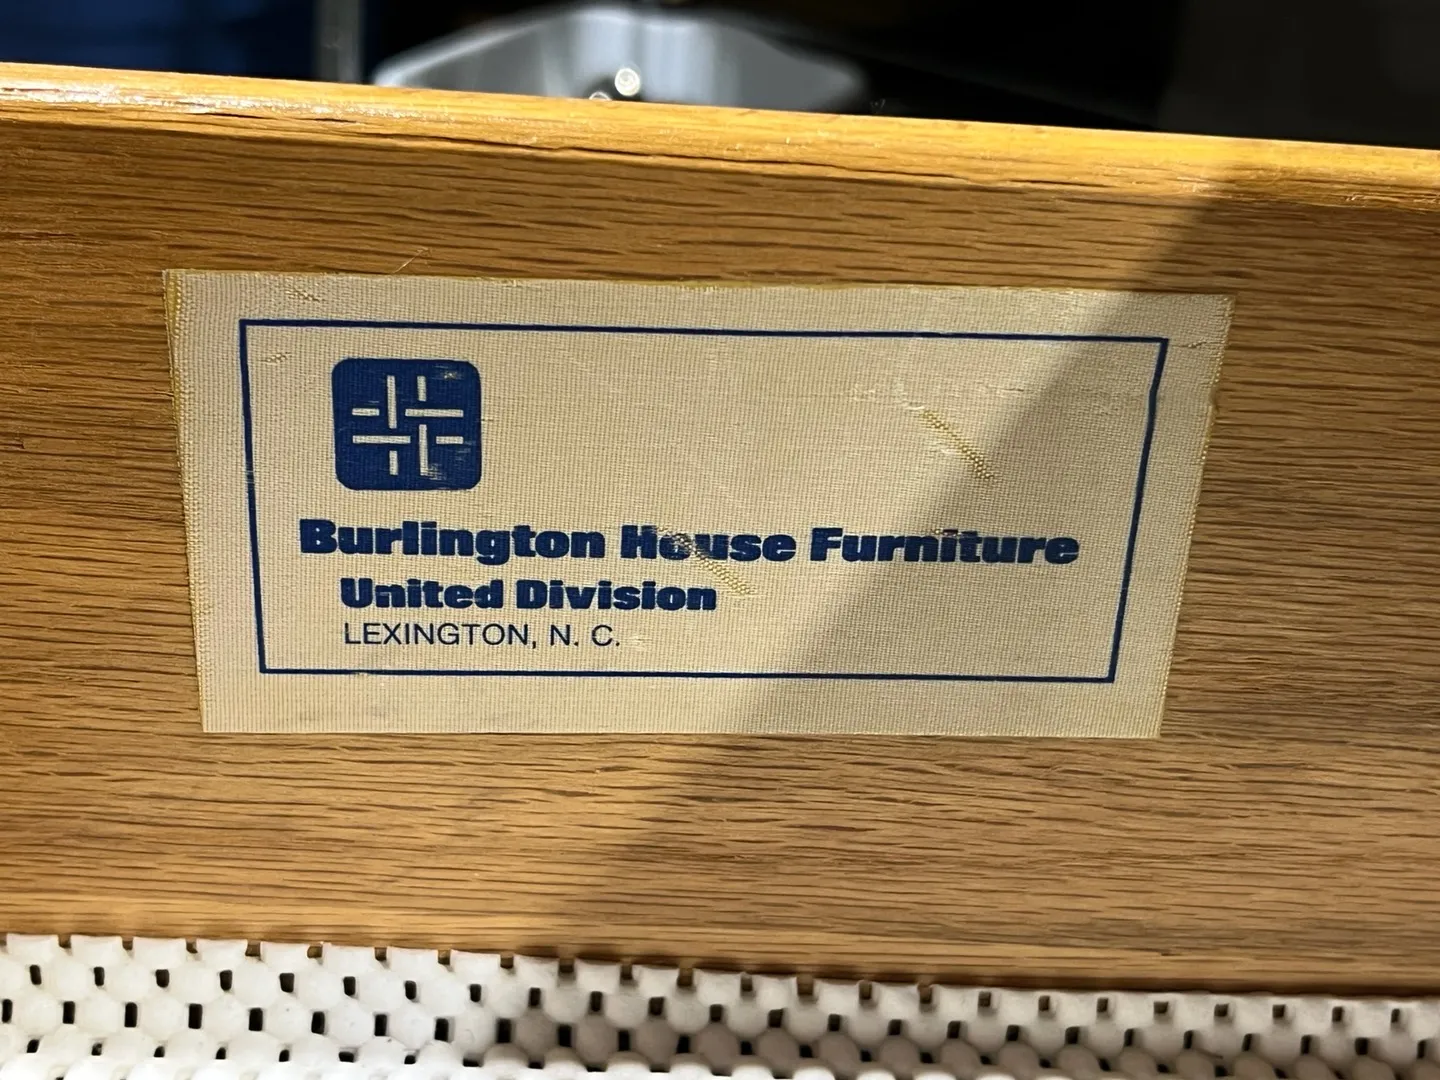 Burlington House Furniture
United Division
LEXINGTON, N. C.